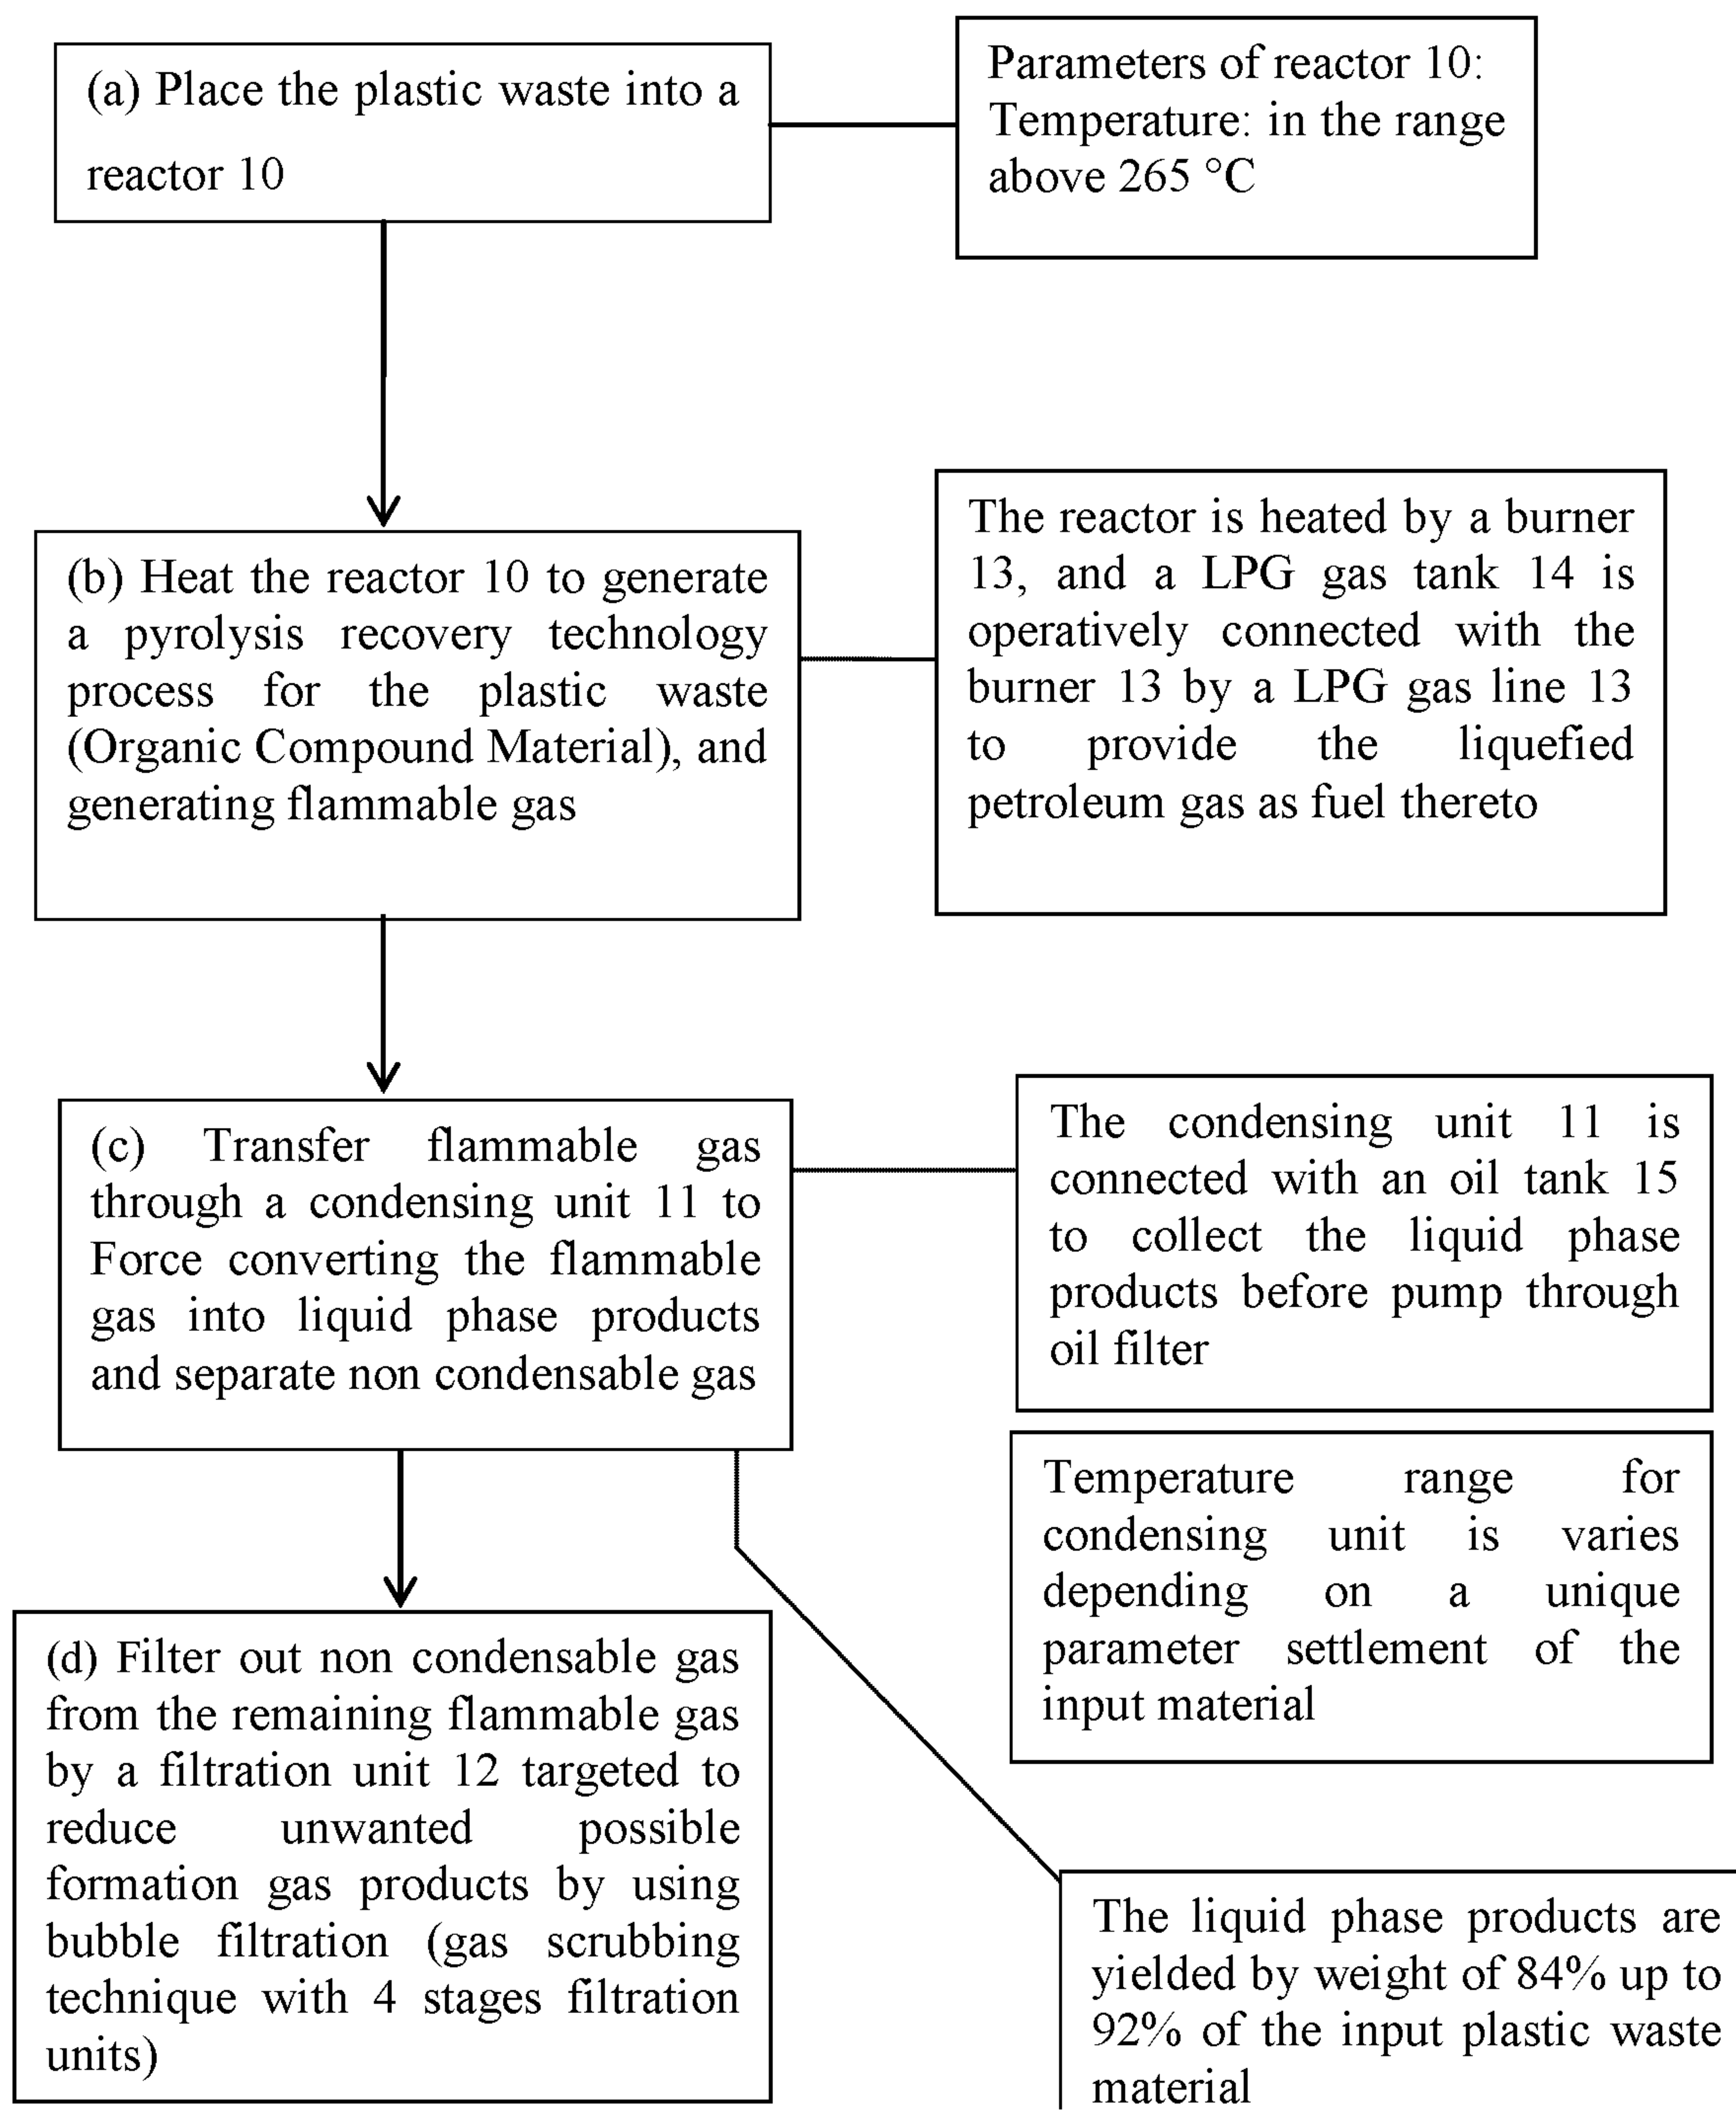 (a) Place the plastic waste into a
reactor 10
Parameters of reactor 10:
Temperature: in the range
above 265 °C
(b) Heat the reactor 10 to generate
a pyrolysis recovery technology
process for the plastic waste
(Organic Compound Material), and
generating flammable gas
The reactor is heated by a burner
13, and a LPG gas tank 14 is
operatively connected with the
burner 13 by a LPG gas line 13
to provide the liquefied
petroleum gas as fuel thereto
(c) Transfer flammable gas
through a condensing unit 11 to
Force converting the flammable
gas into liquid phase products
and separate non condensable gas
The condensing unit 11 is
connected with an oil tank 15
to collect the liquid phase
products before pump through
oil filter
Temperature range for
condensing unit is varies
depending on a unique
parameter settlement of the
input material
(d) Filter out non condensable gas
from the remaining flammable gas
by a filtration unit 12 targeted to
reduce unwanted possible
formation gas products by using
bubble filtration (gas scrubbing
technique with 4 stages filtration
units)
The liquid phase products are
yielded by weight of 84% up to
92% of the input plastic waste
material